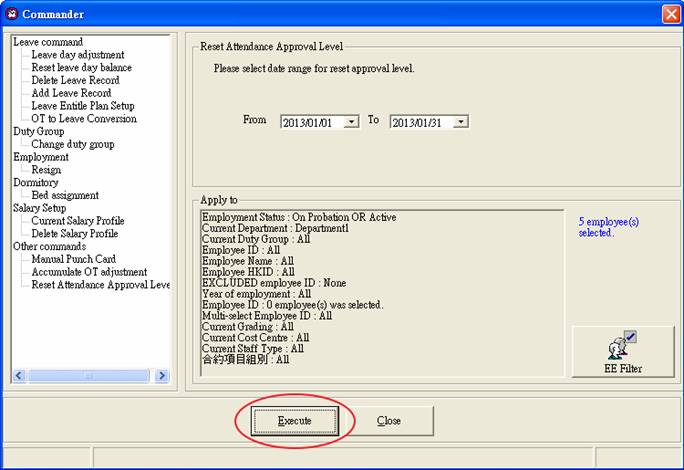 Commander
Leave command
Leave day adjustment
Reset leave day balance
Delete Leave Record
Add Leave Record
Leave Entitle Plan Setup
OT to Leave Conversion
Duty Group
Change duty group
Employment
Resign
Dormitory
Bed assignment
Salary Setup
Current Salary Profile
Delete Salary Profile
Other commands
Manual Punch Card
Accumulate OT adjustment
Reset Attendance Approval Leve
Reset Attendance Approval Level
Please select date range for reset approval level.
From 2013/01/01 To 2013/01/31
Apply to
Employment Status : On Probation OR Active
Current Department : Department1
Current Duty Group : All
Employee ID : All
Employee Name : All
Employee HKID : All
EXCLUDED employee ID : None
Year of employment : All
Employee ID : 0 employee(s) was selected.
Multi-select Employee ID : All
Current Grading : All
Current Cost Centre : All
Current Staff Type : All
合約項目組別 : All
5 employee(s)
selected.
EE Filter
Execute Close